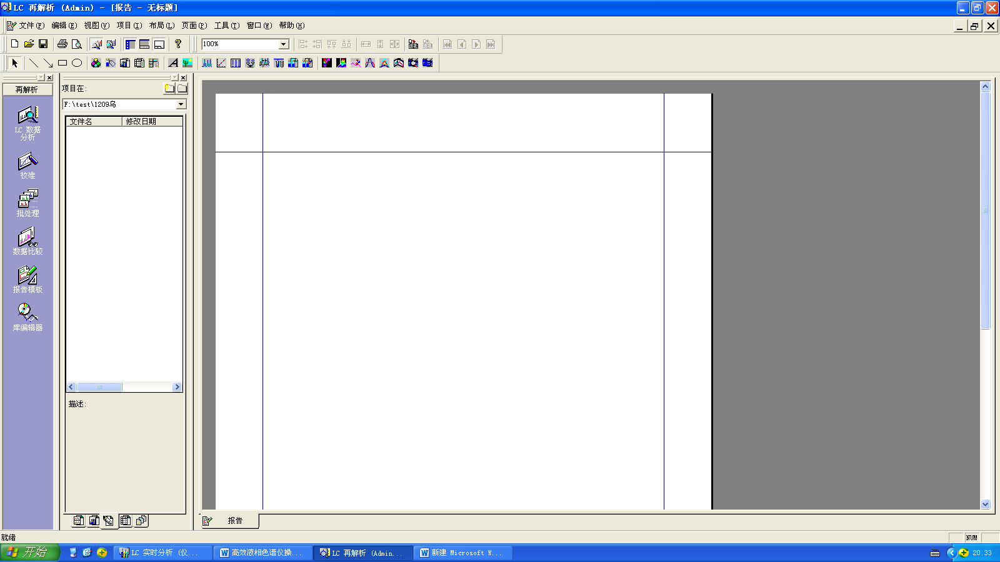 LC 再解析 (Admin) - [报告 - 无标题]
文件(F) 编辑(E) 视图(V) 项目(I) 布局(L) 页面(P) 工具(T) 窗口(W) 帮助(H)
100%
再解析
项目在:
F:\test\1209乌
文件名 修改日期
LC 数据
分析
校准
批处理
数据比较
报告模板
库编辑器
描述:
报告
就绪
NUM
开始
LC 实时分析 (仪...
高效液相色谱仪操...
LC 再解析 (Admin...
新建 Microsoft W...
20:33